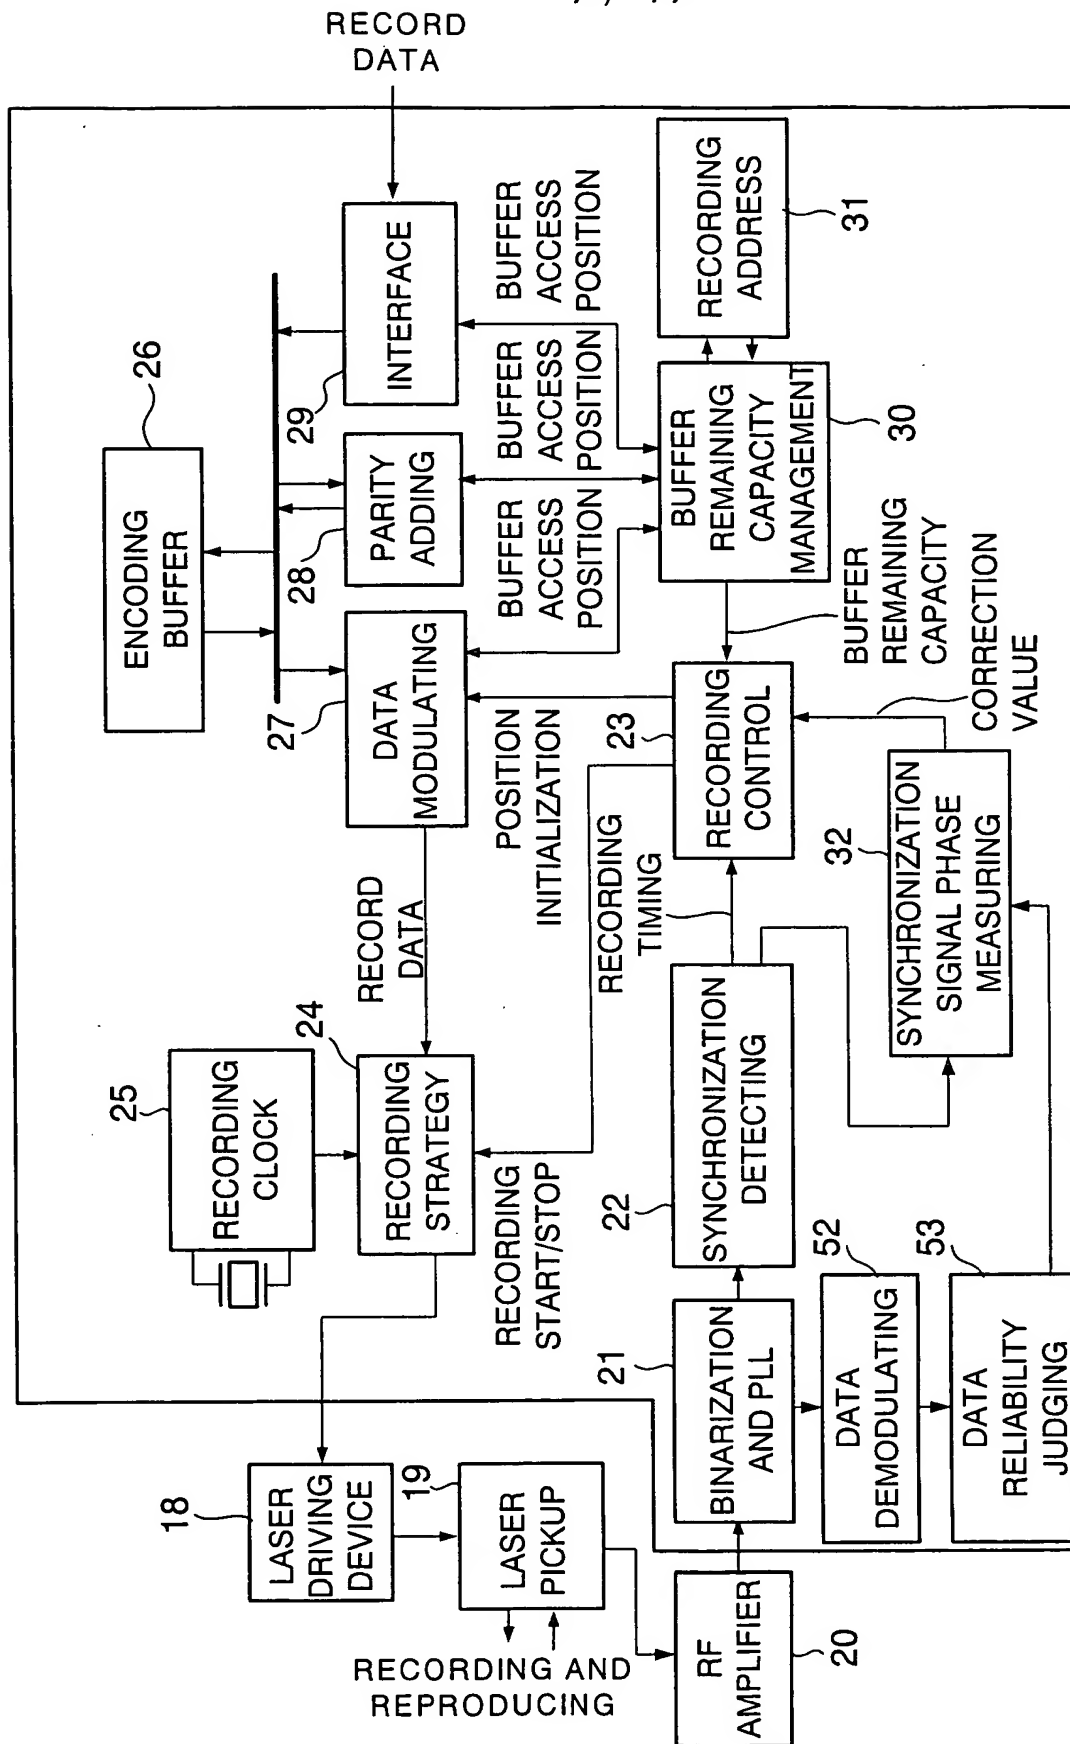 RECORD
DATA
26
ENCODING
BUFFER
29
INTERFACE
BUFFER
ACCESS
POSITION
RECORDING
ADDRESS
31
28
PARITY
ADDING
BUFFER
ACCESS
POSITION
BUFFER
REMAINING
CAPACITY
MANAGEMENT
30
27
DATA
MODULATING
BUFFER
ACCESS
POSITION
BUFFER
REMAINING
CAPACITY
POSITION
INITIALIZATION
23
RECORDING
CONTROL
CORRECTION
VALUE
RECORD
DATA
RECORDING
TIMING
32
SYNCHRONIZATION
SIGNAL PHASE
MEASURING
25
RECORDING
CLOCK
24
RECORDING
STRATEGY
RECORDING
START/STOP
22
SYNCHRONIZATION
DETECTING
21
BINARIZATION
AND PLL
52
DATA
DEMODULATING
53
DATA
RELIABILITY
JUDGING
18
LASER
DRIVING
DEVICE
19
LASER
PICKUP
RECORDING AND
REPRODUCING
RF
AMPLIFIER
20